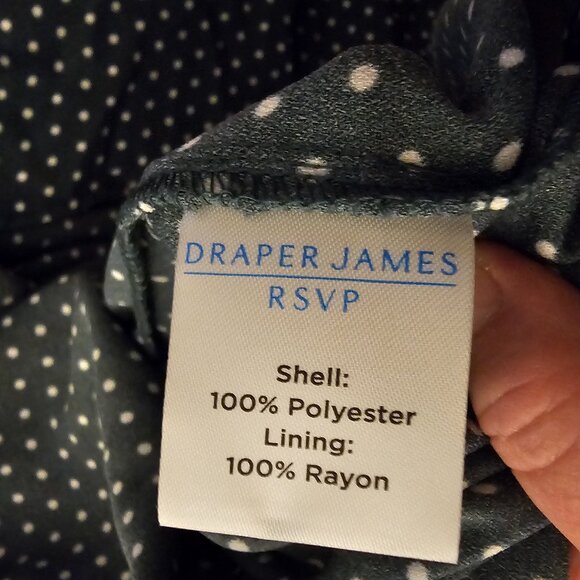 DRAPER JAMES
RSVP
Shell:
100% Polyester
Lining:
100% Rayon